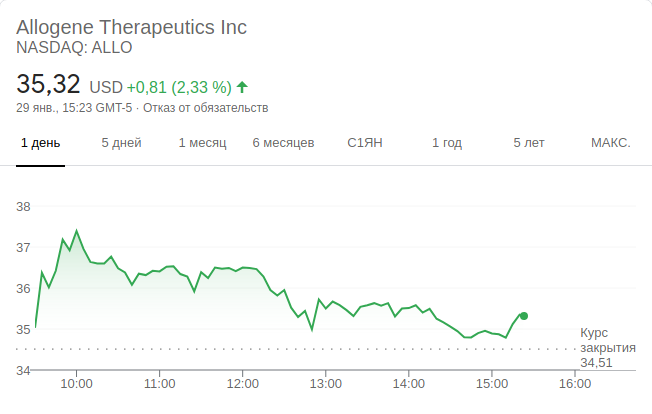 Allogene Therapeutics Inc
NASDAQ: ALLO
35,32 USD +0,81 (2,33 %)
29 янв., 15:23 GMT-5 · Отказ от обязательств
1 день 5 дней 1 месяц 6 месяцев С1ЯН 1 год 5 лет МАКС.
38
37
36
35
Курс
закрытия
34,51
34
10:00 11:00 12:00 13:00 14:00 15:00 16:00